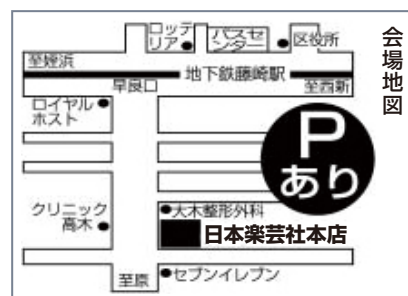 会場地図
ロッテ
リア
バスセ
ンター
区役所
至姪浜
地下鉄藤崎駅
早良口
至西新
ロイヤル
ホスト
P
あり
クリニック
高木
大木整形外科
日本楽芸社本店
至原
セブンイレブン